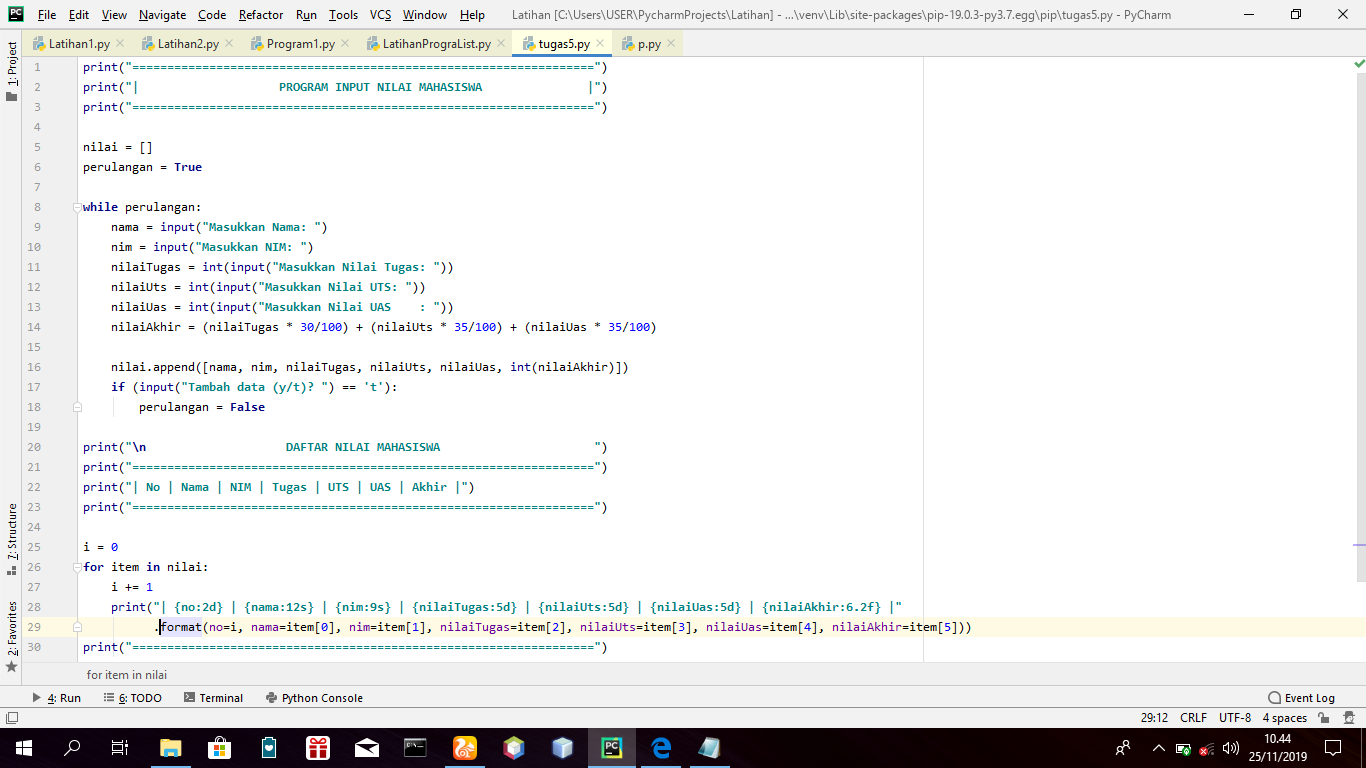 File Edit View Navigate Code Refactor Run Tools VCS Window Help Latihan [C:\Users\USER\PycharmProjects\Latihan] - ...\venv\Lib\site-packages\pip-19.0.3-py3.7.egg\pip\tugas5.py - PyCharm
Latihan1.py Latihan2.py Program1.py LatihanPrograList.py tugas5.py p.py
1: Project
7: Structure
2: Favorites
1 print("==================================================================")
2 print("|                    PROGRAM INPUT NILAI MAHASISWA               |")
3 print("==================================================================")
4
5 nilai = []
6 perulangan = True
7
8 while perulangan:
9     nama = input("Masukkan Nama: ")
10     nim = input("Masukkan NIM: ")
11     nilaiTugas = int(input("Masukkan Nilai Tugas: "))
12     nilaiUts = int(input("Masukkan Nilai UTS: "))
13     nilaiUas = int(input("Masukkan Nilai UAS    : "))
14     nilaiAkhir = (nilaiTugas * 30/100) + (nilaiUts * 35/100) + (nilaiUas * 35/100)
15
16     nilai.append([nama, nim, nilaiTugas, nilaiUts, nilaiUas, int(nilaiAkhir)])
17     if (input("Tambah data (y/t)? ") == 't'):
18         perulangan = False
19
20 print("\n                    DAFTAR NILAI MAHASISWA                      ")
21 print("==================================================================")
22 print("| No | Nama | NIM | Tugas | UTS | UAS | Akhir |")
23 print("==================================================================")
24
25 i = 0
26 for item in nilai:
27     i += 1
28     print("| {no:2d} | {nama:12s} | {nim:9s} | {nilaiTugas:5d} | {nilaiUts:5d} | {nilaiUas:5d} | {nilaiAkhir:6.2f} |"
29           .format(no=i, nama=item[0], nim=item[1], nilaiTugas=item[2], nilaiUts=item[3], nilaiUas=item[4], nilaiAkhir=item[5]))
30 print("==================================================================")
for item in nilai
4: Run 6: TODO Terminal Python Console Event Log
29:12 CRLF UTF-8 4 spaces
10.44
25/11/2019